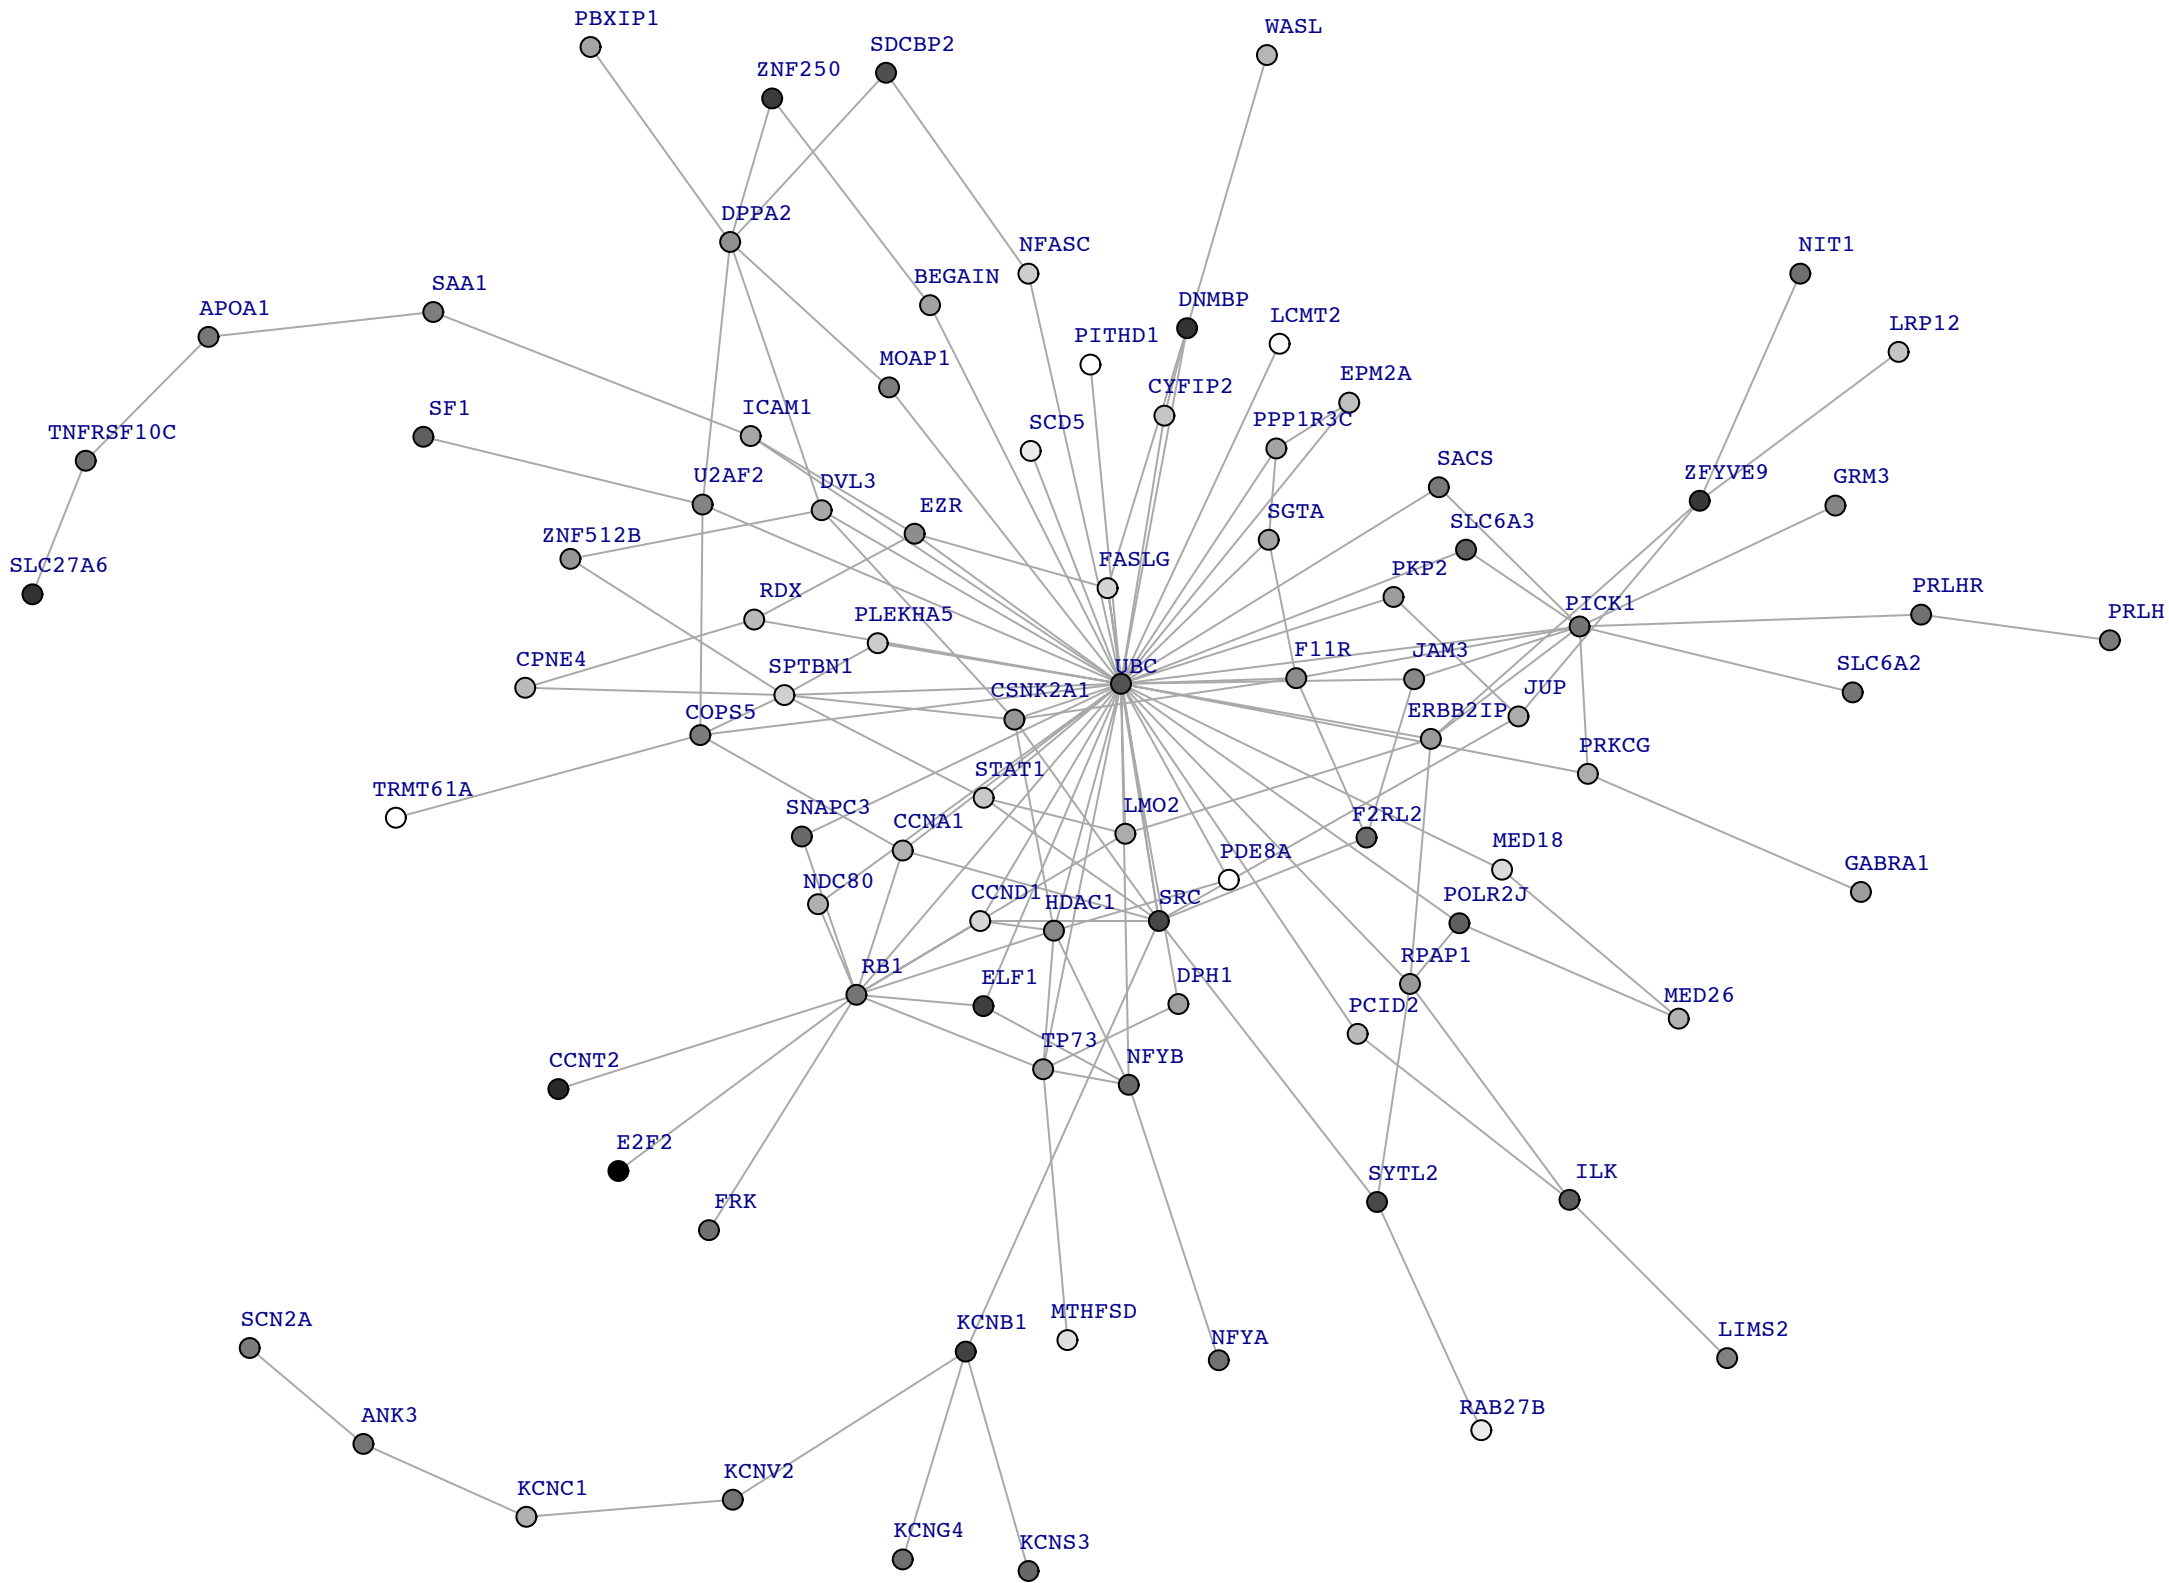 PBXIP1
WASL
SDCBP2
ZNF250
DPPA2
NFASC
NIT1
BEGAIN
SAA1
DNMBP
APOA1
LCMT2
LRP12
PITHD1
MOAP1
EPM2A
CYFIP2
SF1
ICAM1
PPP1R3C
SCD5
TNFRSF10C
SACS
ZFYVE9
U2AF2
GRM3
DVL3
EZR
SGTA
SLC6A3
ZNF512B
FASLG
SLC27A6
PKP2
PRLHR
RDX
PICK1
PRLH
PLEKHA5
F11R
JAM3
CPNE4
SLC6A2
SPTBN1
UBC
JUP
CSNK2A1
COPS5
ERBB2IP
PRKCG
STAT1
TRMT61A
SNAPC3
LMO2
F2RL2
CCNA1
MED18
PDE8A
GABRA1
NDC80
CCND1
POLR2J
SRC
HDAC1
RPAP1
RB1
DPH1
ELF1
MED26
PCID2
TP73
NFYB
CCNT2
E2F2
ILK
SYTL2
FRK
MTHFSD
SCN2A
KCNB1
LIMS2
NFYA
RAB27B
ANK3
KCNV2
KCNC1
KCNG4
KCNS3